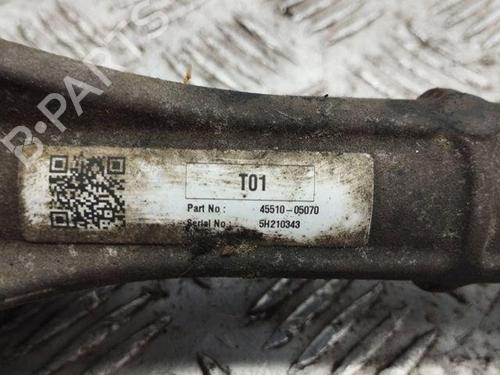 B-PARTS
T01
Part No : 45510-05070
Serial No : 5H210343